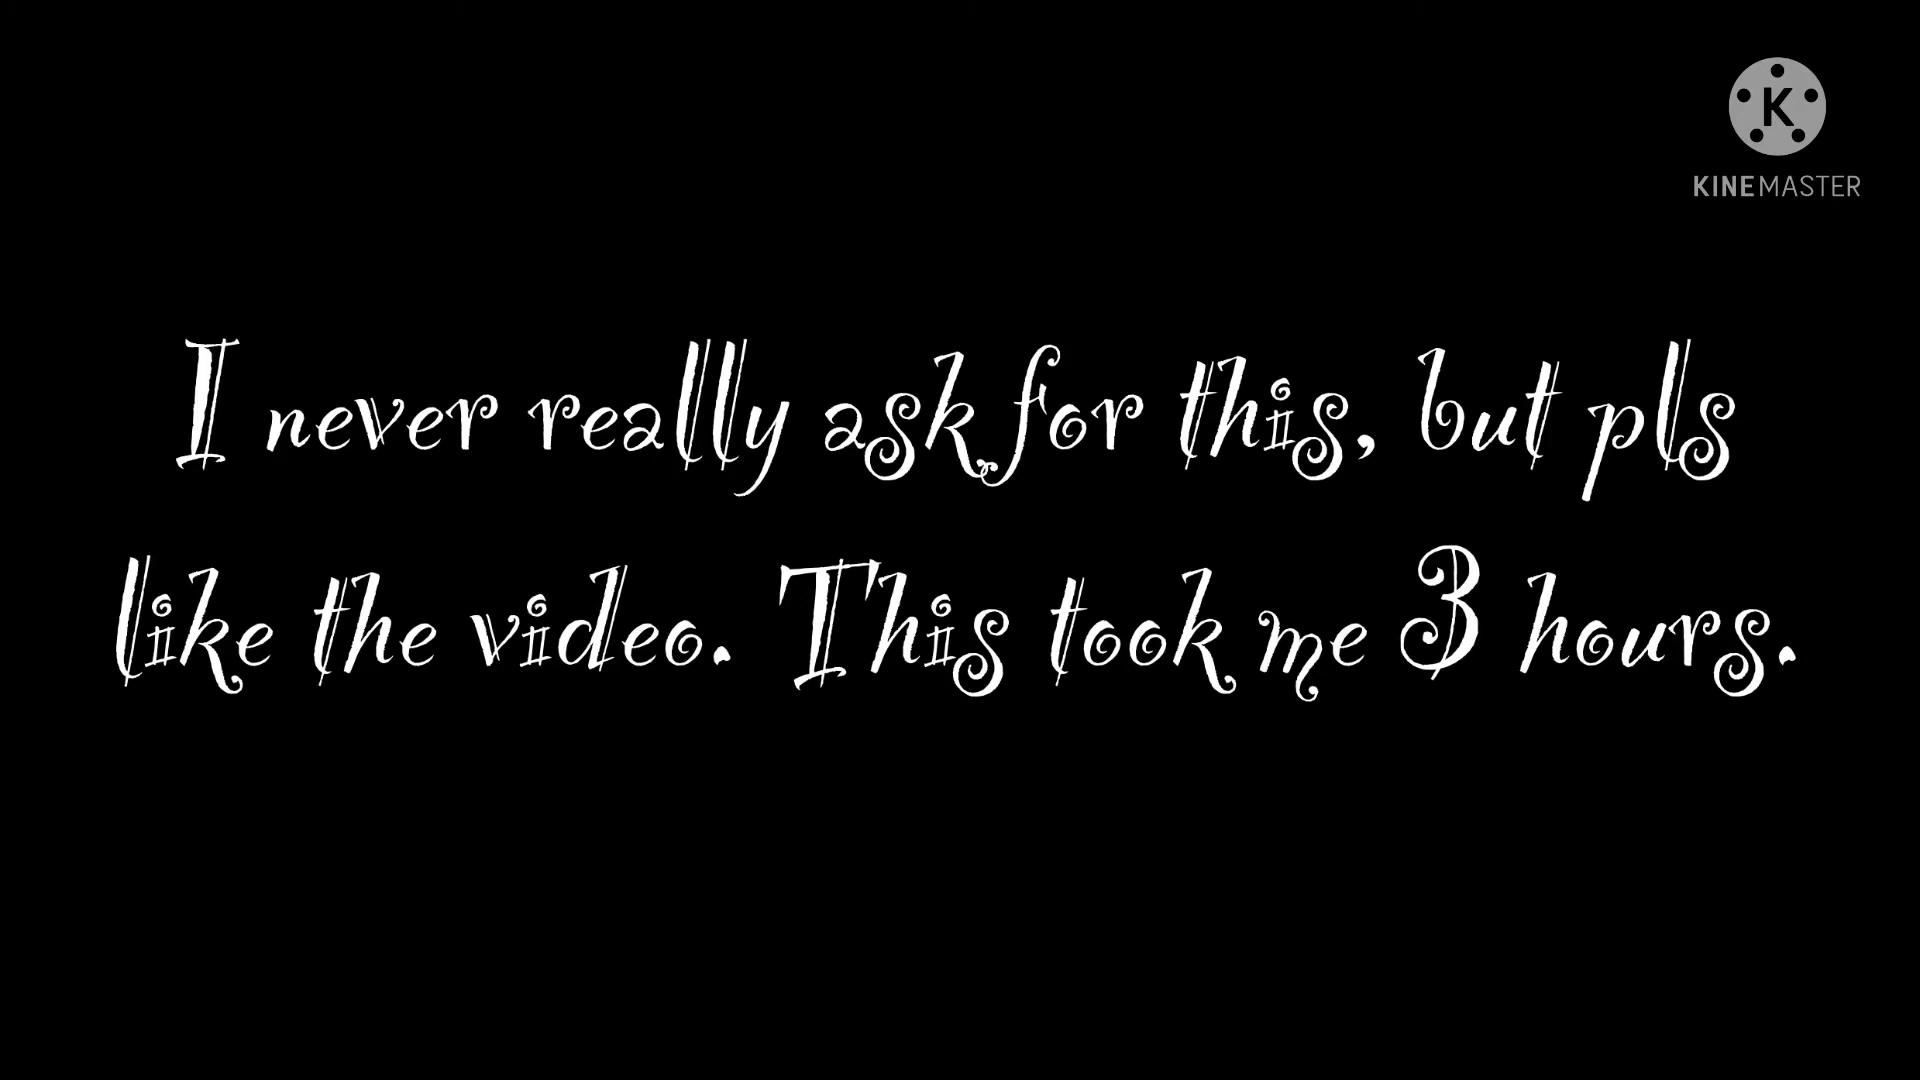 K
KINEMASTER
I never really ask for this, but pls
like the video. This took me 3 hours.